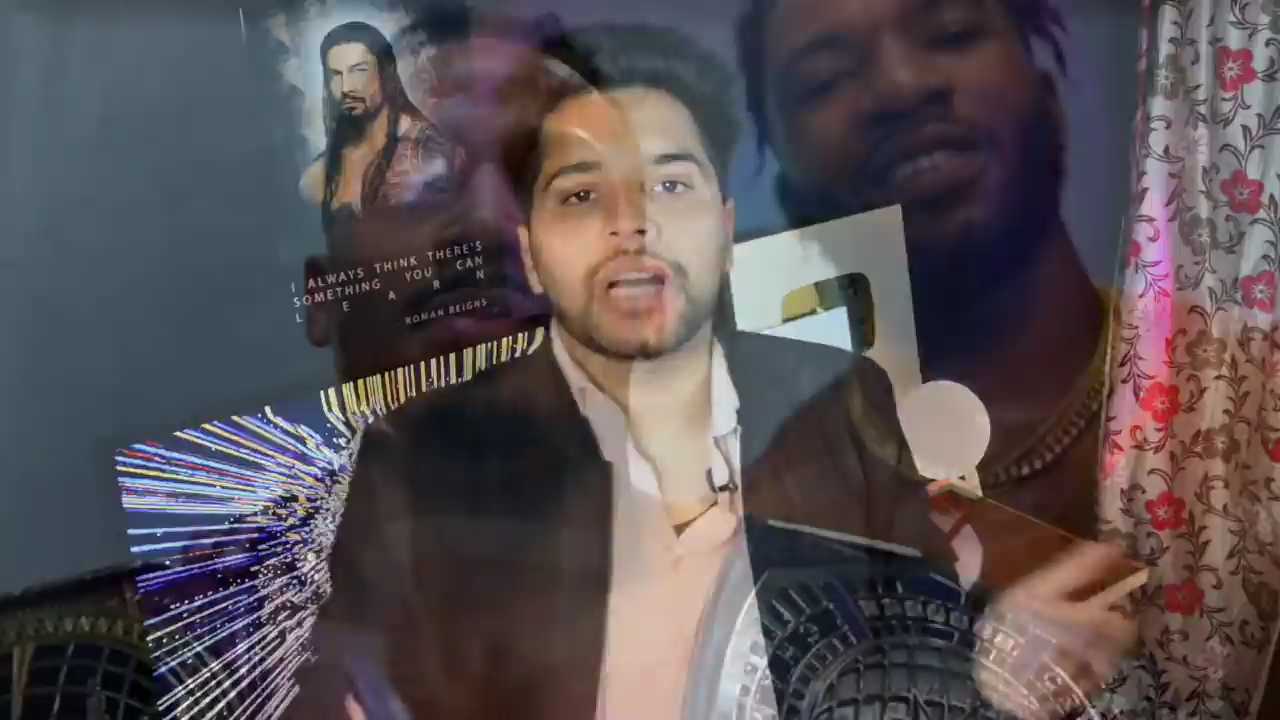 I ALWAYS THINK THERE'S
SOMETHING YOU CAN
L E A R N
ROMAN REIGNS